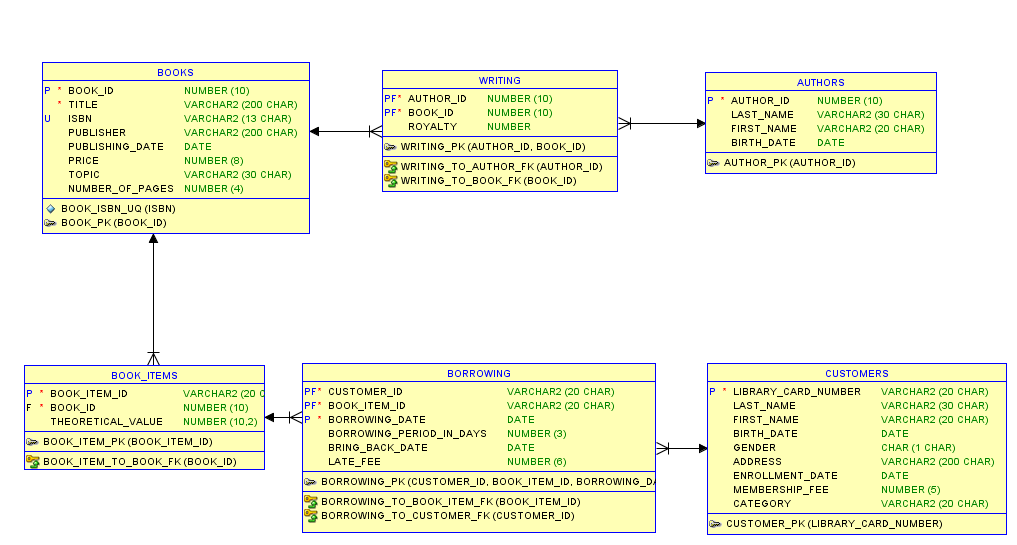 BOOKS
P * BOOK_ID NUMBER (10)
* TITLE VARCHAR2 (200 CHAR)
U ISBN VARCHAR2 (13 CHAR)
PUBLISHER VARCHAR2 (200 CHAR)
PUBLISHING_DATE DATE
PRICE NUMBER (8)
TOPIC VARCHAR2 (30 CHAR)
NUMBER_OF_PAGES NUMBER (4)
BOOK_ISBN_UQ (ISBN)
BOOK_PK (BOOK_ID)
WRITING
PF* AUTHOR_ID NUMBER (10)
PF* BOOK_ID NUMBER (10)
ROYALTY NUMBER
WRITING_PK (AUTHOR_ID, BOOK_ID)
WRITING_TO_AUTHOR_FK (AUTHOR_ID)
WRITING_TO_BOOK_FK (BOOK_ID)
AUTHORS
P * AUTHOR_ID NUMBER (10)
LAST_NAME VARCHAR2 (30 CHAR)
FIRST_NAME VARCHAR2 (20 CHAR)
BIRTH_DATE DATE
AUTHOR_PK (AUTHOR_ID)
BOOK_ITEMS
P * BOOK_ITEM_ID VARCHAR2 (20 C
F * BOOK_ID NUMBER (10)
THEORETICAL_VALUE NUMBER (10,2)
BOOK_ITEM_PK (BOOK_ITEM_ID)
BOOK_ITEM_TO_BOOK_FK (BOOK_ID)
BORROWING
PF* CUSTOMER_ID VARCHAR2 (20 CHAR)
PF* BOOK_ITEM_ID VARCHAR2 (20 CHAR)
P * BORROWING_DATE DATE
BORROWING_PERIOD_IN_DAYS NUMBER (3)
BRING_BACK_DATE DATE
LATE_FEE NUMBER (6)
BORROWING_PK (CUSTOMER_ID, BOOK_ITEM_ID, BORROWING_DA
BORROWING_TO_BOOK_ITEM_FK (BOOK_ITEM_ID)
BORROWING_TO_CUSTOMER_FK (CUSTOMER_ID)
CUSTOMERS
P * LIBRARY_CARD_NUMBER VARCHAR2 (20 CHAR)
LAST_NAME VARCHAR2 (30 CHAR)
FIRST_NAME VARCHAR2 (20 CHAR)
BIRTH_DATE DATE
GENDER CHAR (1 CHAR)
ADDRESS VARCHAR2 (200 CHAR)
ENROLLMENT_DATE DATE
MEMBERSHIP_FEE NUMBER (5)
CATEGORY VARCHAR2 (20 CHAR)
CUSTOMER_PK (LIBRARY_CARD_NUMBER)